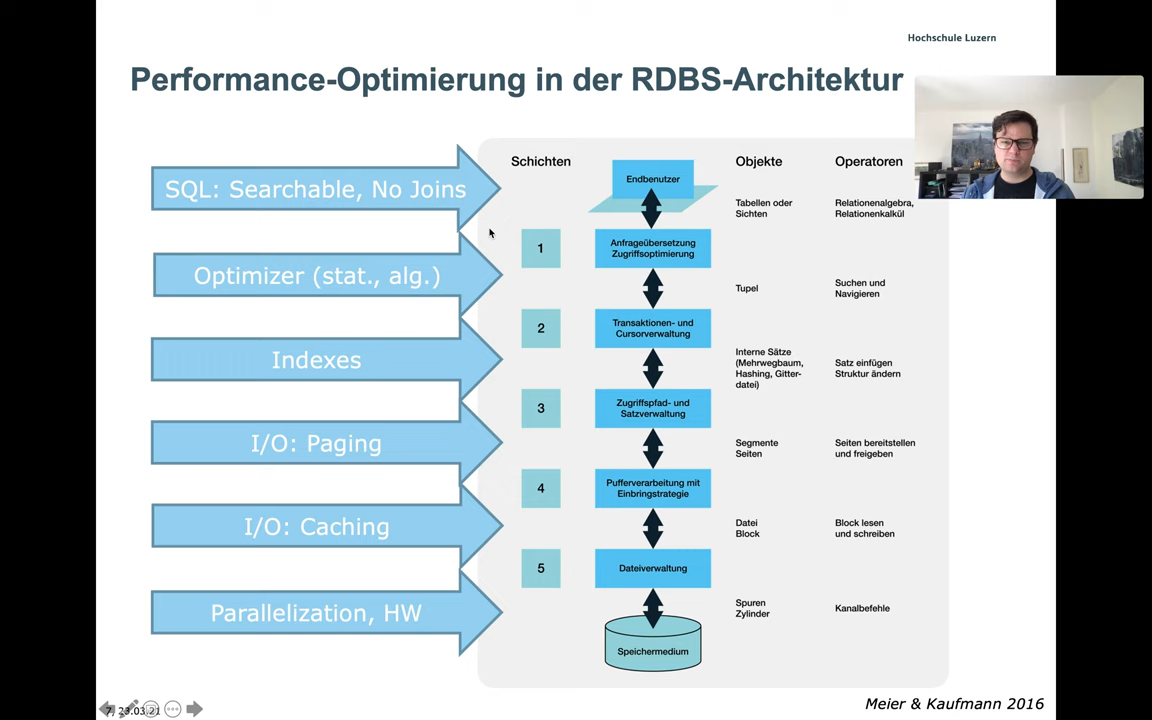 Hochschule Luzern
Performance-Optimierung in der RDBS-Architektur
Schichten
Objekte
Operatoren
SQL: Searchable, No Joins
Optimizer (stat., alg.)
Indexes
I/O: Paging
I/O: Caching
Parallelization, HW
Endbenutzer
Tabellen oder
Sichten
Relationenalgebra,
Relationenkalkül
1
Anfrageübersetzung
Zugriffsoptimierung
Tupel
Suchen und
Navigieren
2
Transaktionen- und
Cursorverwaltung
Interne Sätze
(Mehrwegbaum,
Hashing, Gitter-
datei)
Satz einfügen
Struktur ändern
3
Zugriffspfad- und
Satzverwaltung
Segmente
Seiten
Seiten bereitstellen
und freigeben
4
Pufferverarbeitung mit
Einbringstrategie
Datei
Block
Block lesen
und schreiben
5
Dateiverwaltung
Spuren
Zylinder
Kanalbefehle
Speichermedium
7, 23.03.21
Meier & Kaufmann 2016